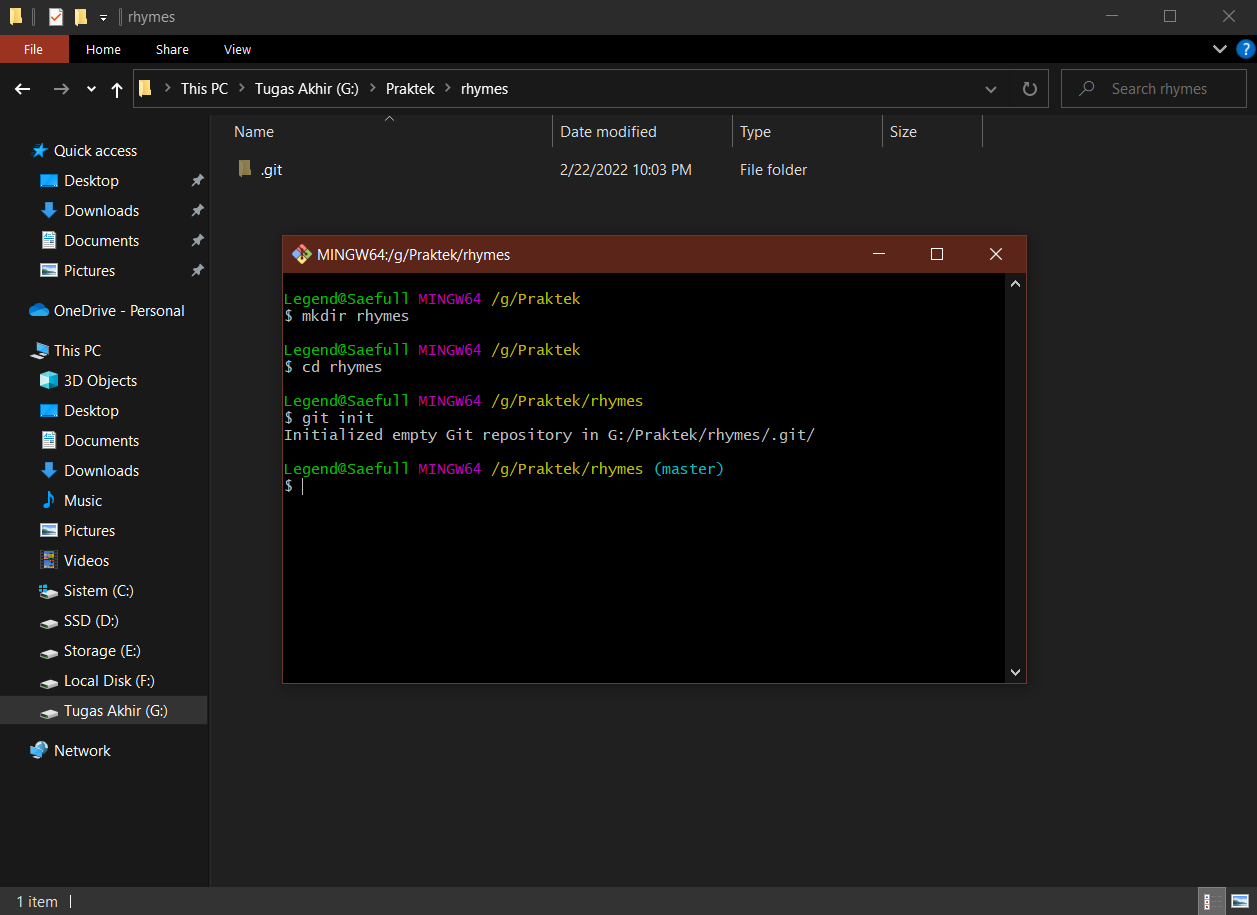 rhymes
File Home Share View
This PC Tugas Akhir (G:) Praktek rhymes
Search rhymes
Name Date modified Type Size
.git 2/22/2022 10:03 PM File folder
Quick access
Desktop
Downloads
Documents
Pictures
OneDrive - Personal
This PC
3D Objects
Desktop
Documents
Downloads
Music
Pictures
Videos
Sistem (C:)
SSD (D:)
Storage (E:)
Local Disk (F:)
Tugas Akhir (G:)
Network
MINGW64:/g/Praktek/rhymes
Legend@Saefull MINGW64 /g/Praktek
$ mkdir rhymes
Legend@Saefull MINGW64 /g/Praktek
$ cd rhymes
Legend@Saefull MINGW64 /g/Praktek/rhymes
$ git init
Initialized empty Git repository in G:/Praktek/rhymes/.git/
Legend@Saefull MINGW64 /g/Praktek/rhymes (master)
$
1 item